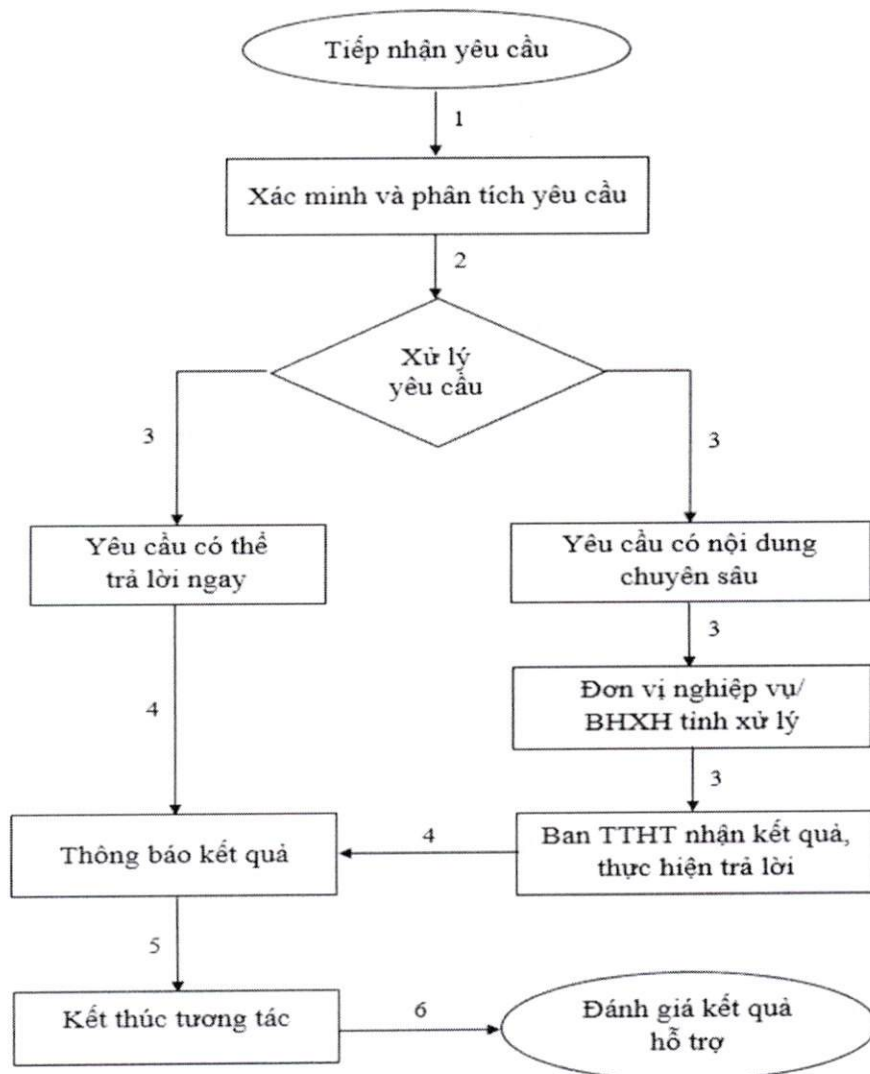 Tiếp nhận yêu cầu
1
Xác minh và phân tích yêu cầu
2
Xử lý
yêu cầu
3
3
Yêu cầu có thể
trả lời ngay
Yêu cầu có nội dung
chuyên sâu
3
4
Đơn vị nghiệp vụ/
BHXH tỉnh xử lý
3
Thông báo kết quả
4
Ban TTHT nhận kết quả,
thực hiện trả lời
5
Kết thúc tương tác
6
Đánh giá kết quả
hỗ trợ